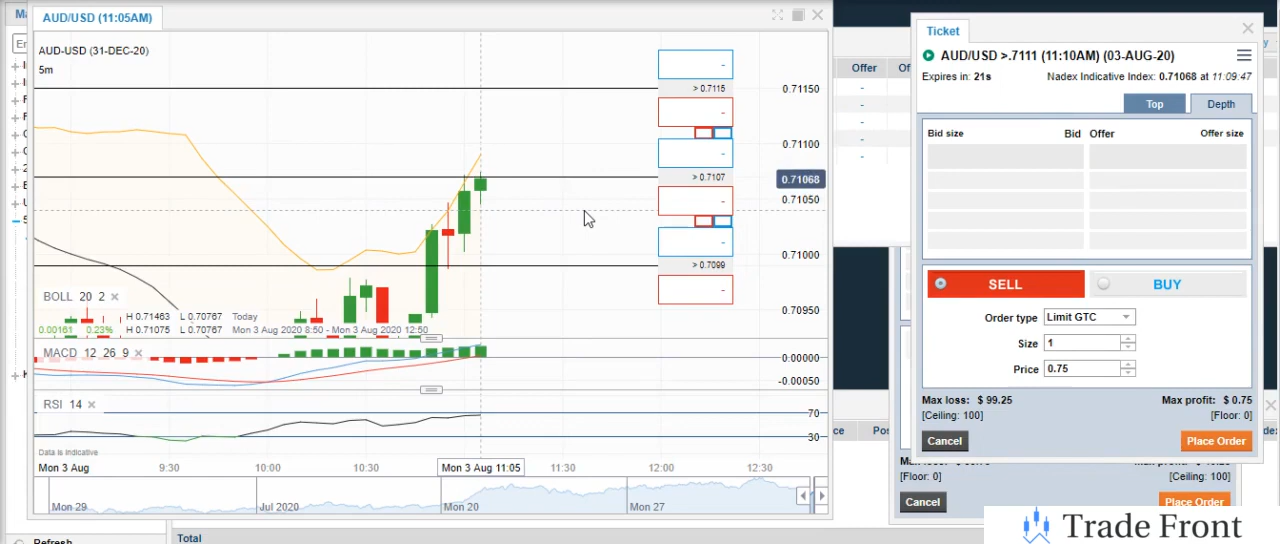 Ma
AUD/USD (11:05AM)
AUD-USD (31-DEC-20)
5m
> 0.7115
> 0.7107
> 0.7099
0.71150
0.71100
0.71068
0.71050
0.71000
0.70950
BOLL 20 2
H 0.71463 L 0.70767 Today
0.00161 0.23% H 0.71075 L 0.70767 Mon 3 Aug 2020 8:50 - Mon 3 Aug 2020 12:50
MACD 12 26 9
0.00000
-0.00050
RSI 14
70
30
Data is indicative
Mon 3 Aug 9:30 10:00 10:30 Mon 3 Aug 11:05 11:30 12:00 12:30
Mon 29 Jul 2020 Mon 20 Mon 27
Refresh
Total
Offer
Ticket
AUD/USD >.7111 (11:10AM) (03-AUG-20)
Expires in: 21s Nadex Indicative Index: 0.71068 at 11:09:47
Top Depth
Bid size Bid Offer Offer size
SELL BUY
Order type Limit GTC
Size 1
Price 0.75
Max loss: $ 99.25 Max profit: $ 0.75
[Ceiling: 100] [Floor: 0]
Cancel Place Order
[Floor: 0] [Ceiling: 100]
Cancel Place Order
Trade Front